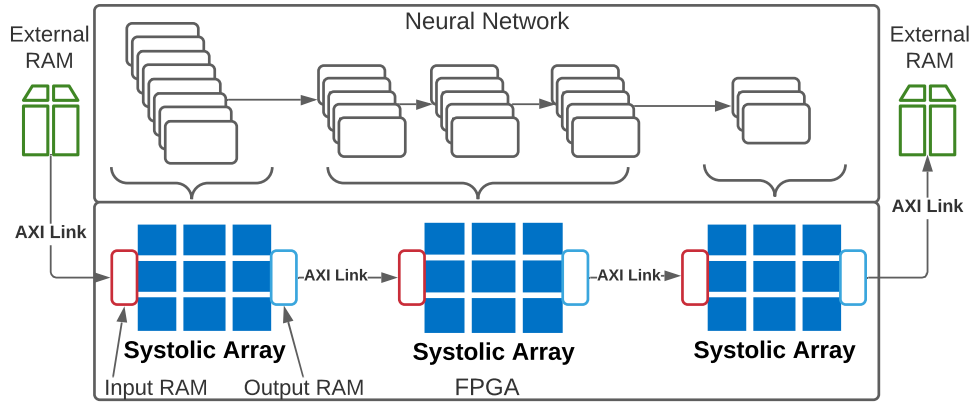 Neural Network
External
RAM
External
RAM
AXI Link
AXI Link
AXI Link
AXI Link
Systolic Array
Systolic Array
Systolic Array
Input RAM
Output RAM
FPGA